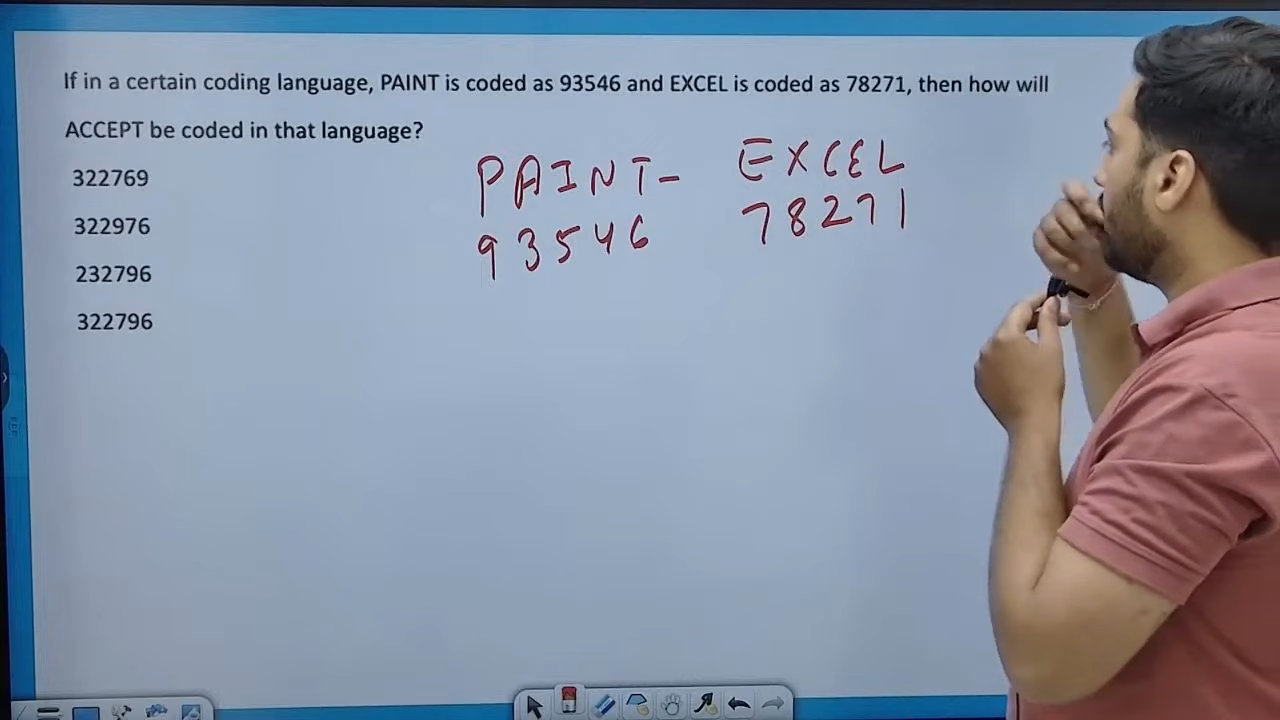 If in a certain coding language, PAINT is coded as 93546 and EXCEL is coded as 78271, then how will
ACCEPT be coded in that language?
322769
322976
232796
322796
PAINT-
93546
EXCEL
78271